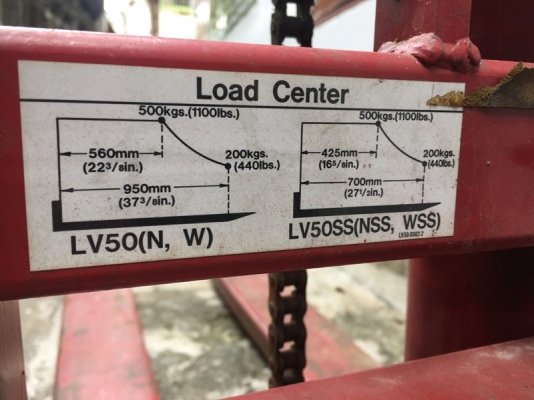 Load Center
500kgs.(1100lbs.)
560mm
(22³/8in.)
200kgs.
(440lbs.)
950mm
(37³/8in.)
LV50(N, W)
500kgs.(1100lbs.)
425mm
(16⁵/8in.)
200kgs.
(440lbs.)
700mm
(27¹/2in.)
LV50SS(NSS, WSS)